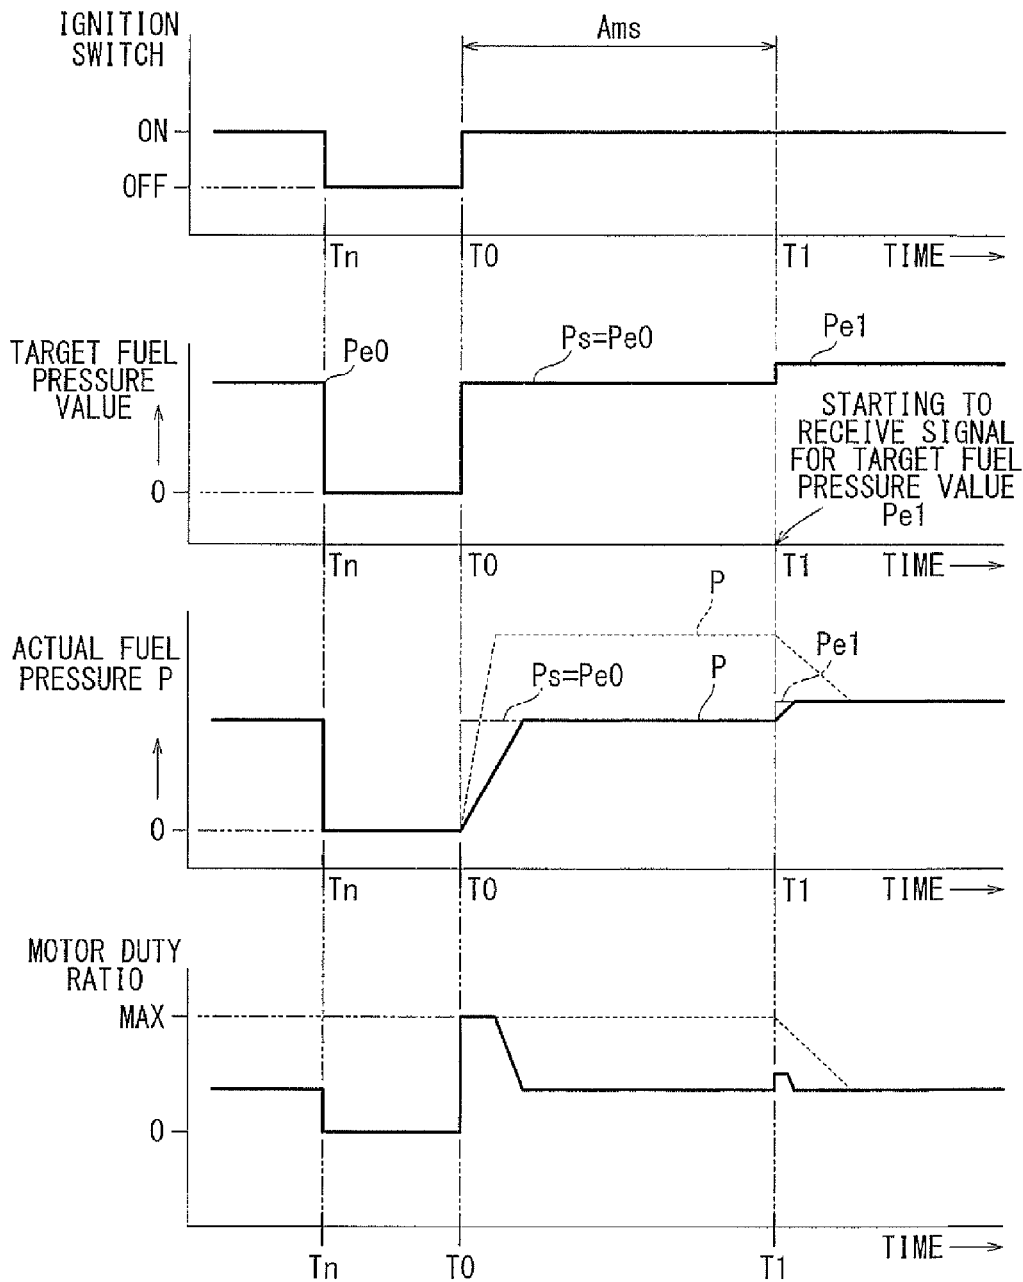 IGNITION
SWITCH
Ams
ON
OFF
Tn
T0
T1
TIME
TARGET FUEL
PRESSURE
VALUE
Pe0
Ps=Pe0
Pe1
STARTING TO
RECEIVE SIGNAL
FOR TARGET FUEL
PRESSURE VALUE
Pe1
0
Tn
T0
T1
TIME
ACTUAL FUEL
PRESSURE P
P
Ps=Pe0
P
Pe1
0
Tn
T0
T1
TIME
MOTOR DUTY
RATIO
MAX
0
TIME
Tn
T0
T1